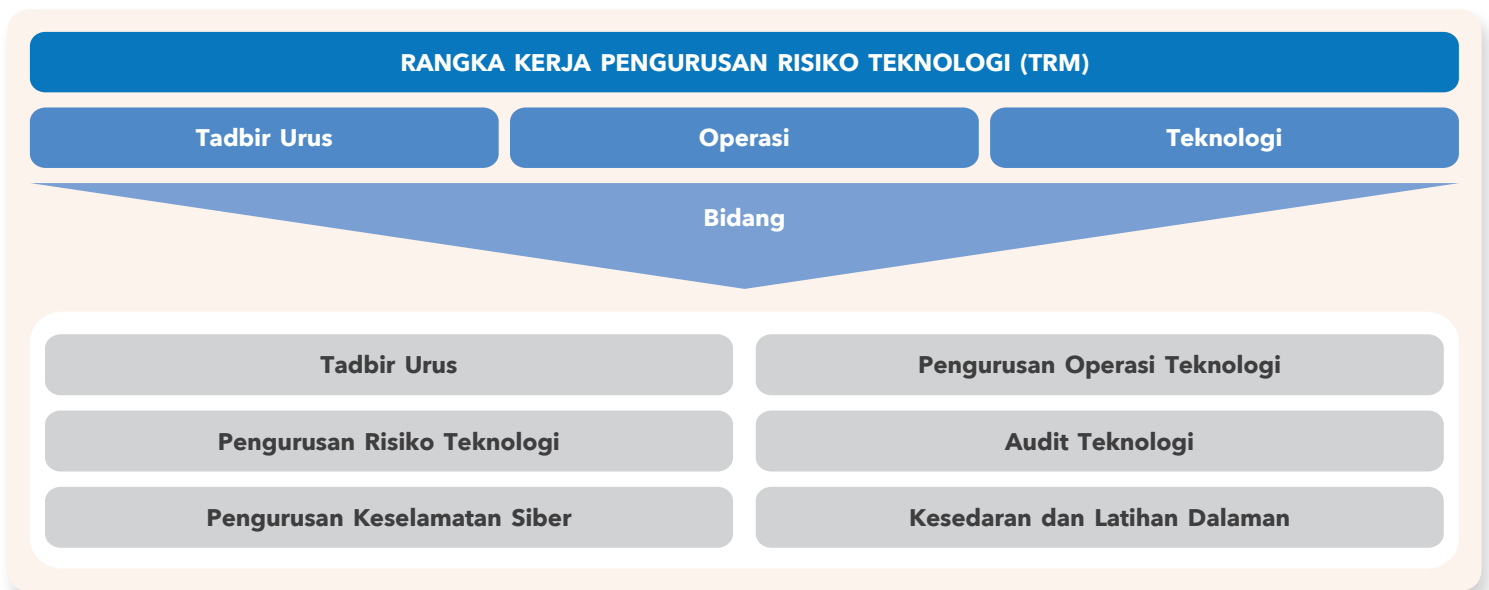 RANGKA KERJA PENGURUSAN RISIKO TEKNOLOGI (TRM)
Tadbir Urus
Operasi
Teknologi
Bidang
Tadbir Urus
Pengurusan Operasi Teknologi
Pengurusan Risiko Teknologi
Audit Teknologi
Pengurusan Keselamatan Siber
Kesedaran dan Latihan Dalaman